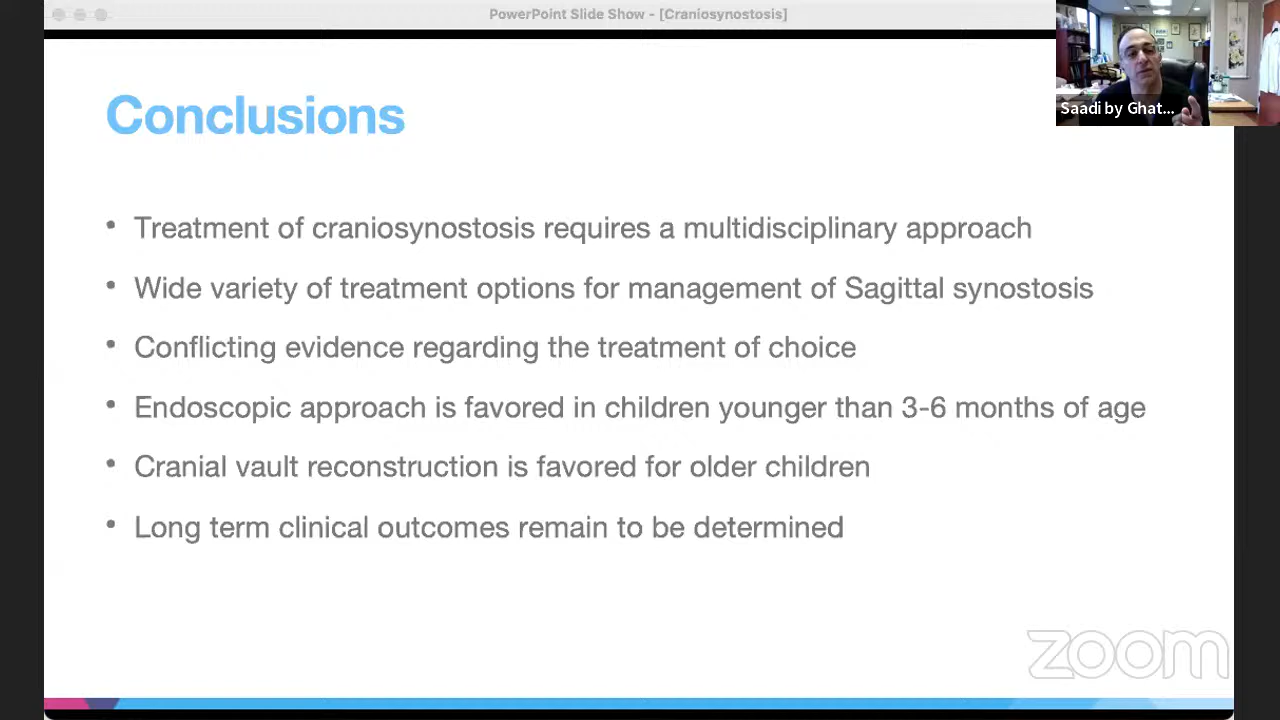 PowerPoint Slide Show - [Craniosynostosis]
Saadi by Ghat...
Conclusions
• Treatment of craniosynostosis requires a multidisciplinary approach
• Wide variety of treatment options for management of Sagittal synostosis
• Conflicting evidence regarding the treatment of choice
• Endoscopic approach is favored in children younger than 3-6 months of age
• Cranial vault reconstruction is favored for older children
• Long term clinical outcomes remain to be determined
zoom